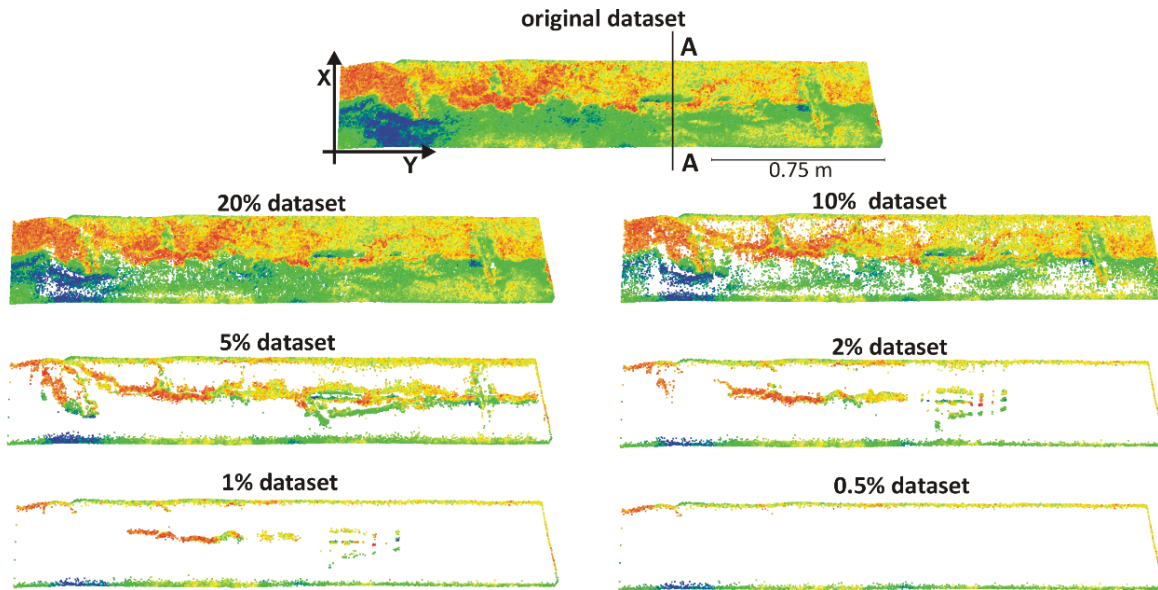 original dataset
A
X
Y
A
0.75 m
20% dataset
10% dataset
5% dataset
2% dataset
1% dataset
0.5% dataset